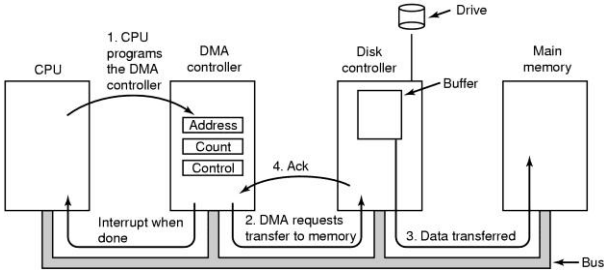 Drive
1. CPU
programs
the DMA
controller
CPU
DMA
controller
Disk
controller
Main
memory
Buffer
Address
Count
Control
4. Ack
Interrupt when
done
2. DMA requests
transfer to memory
3. Data transferred
Bus